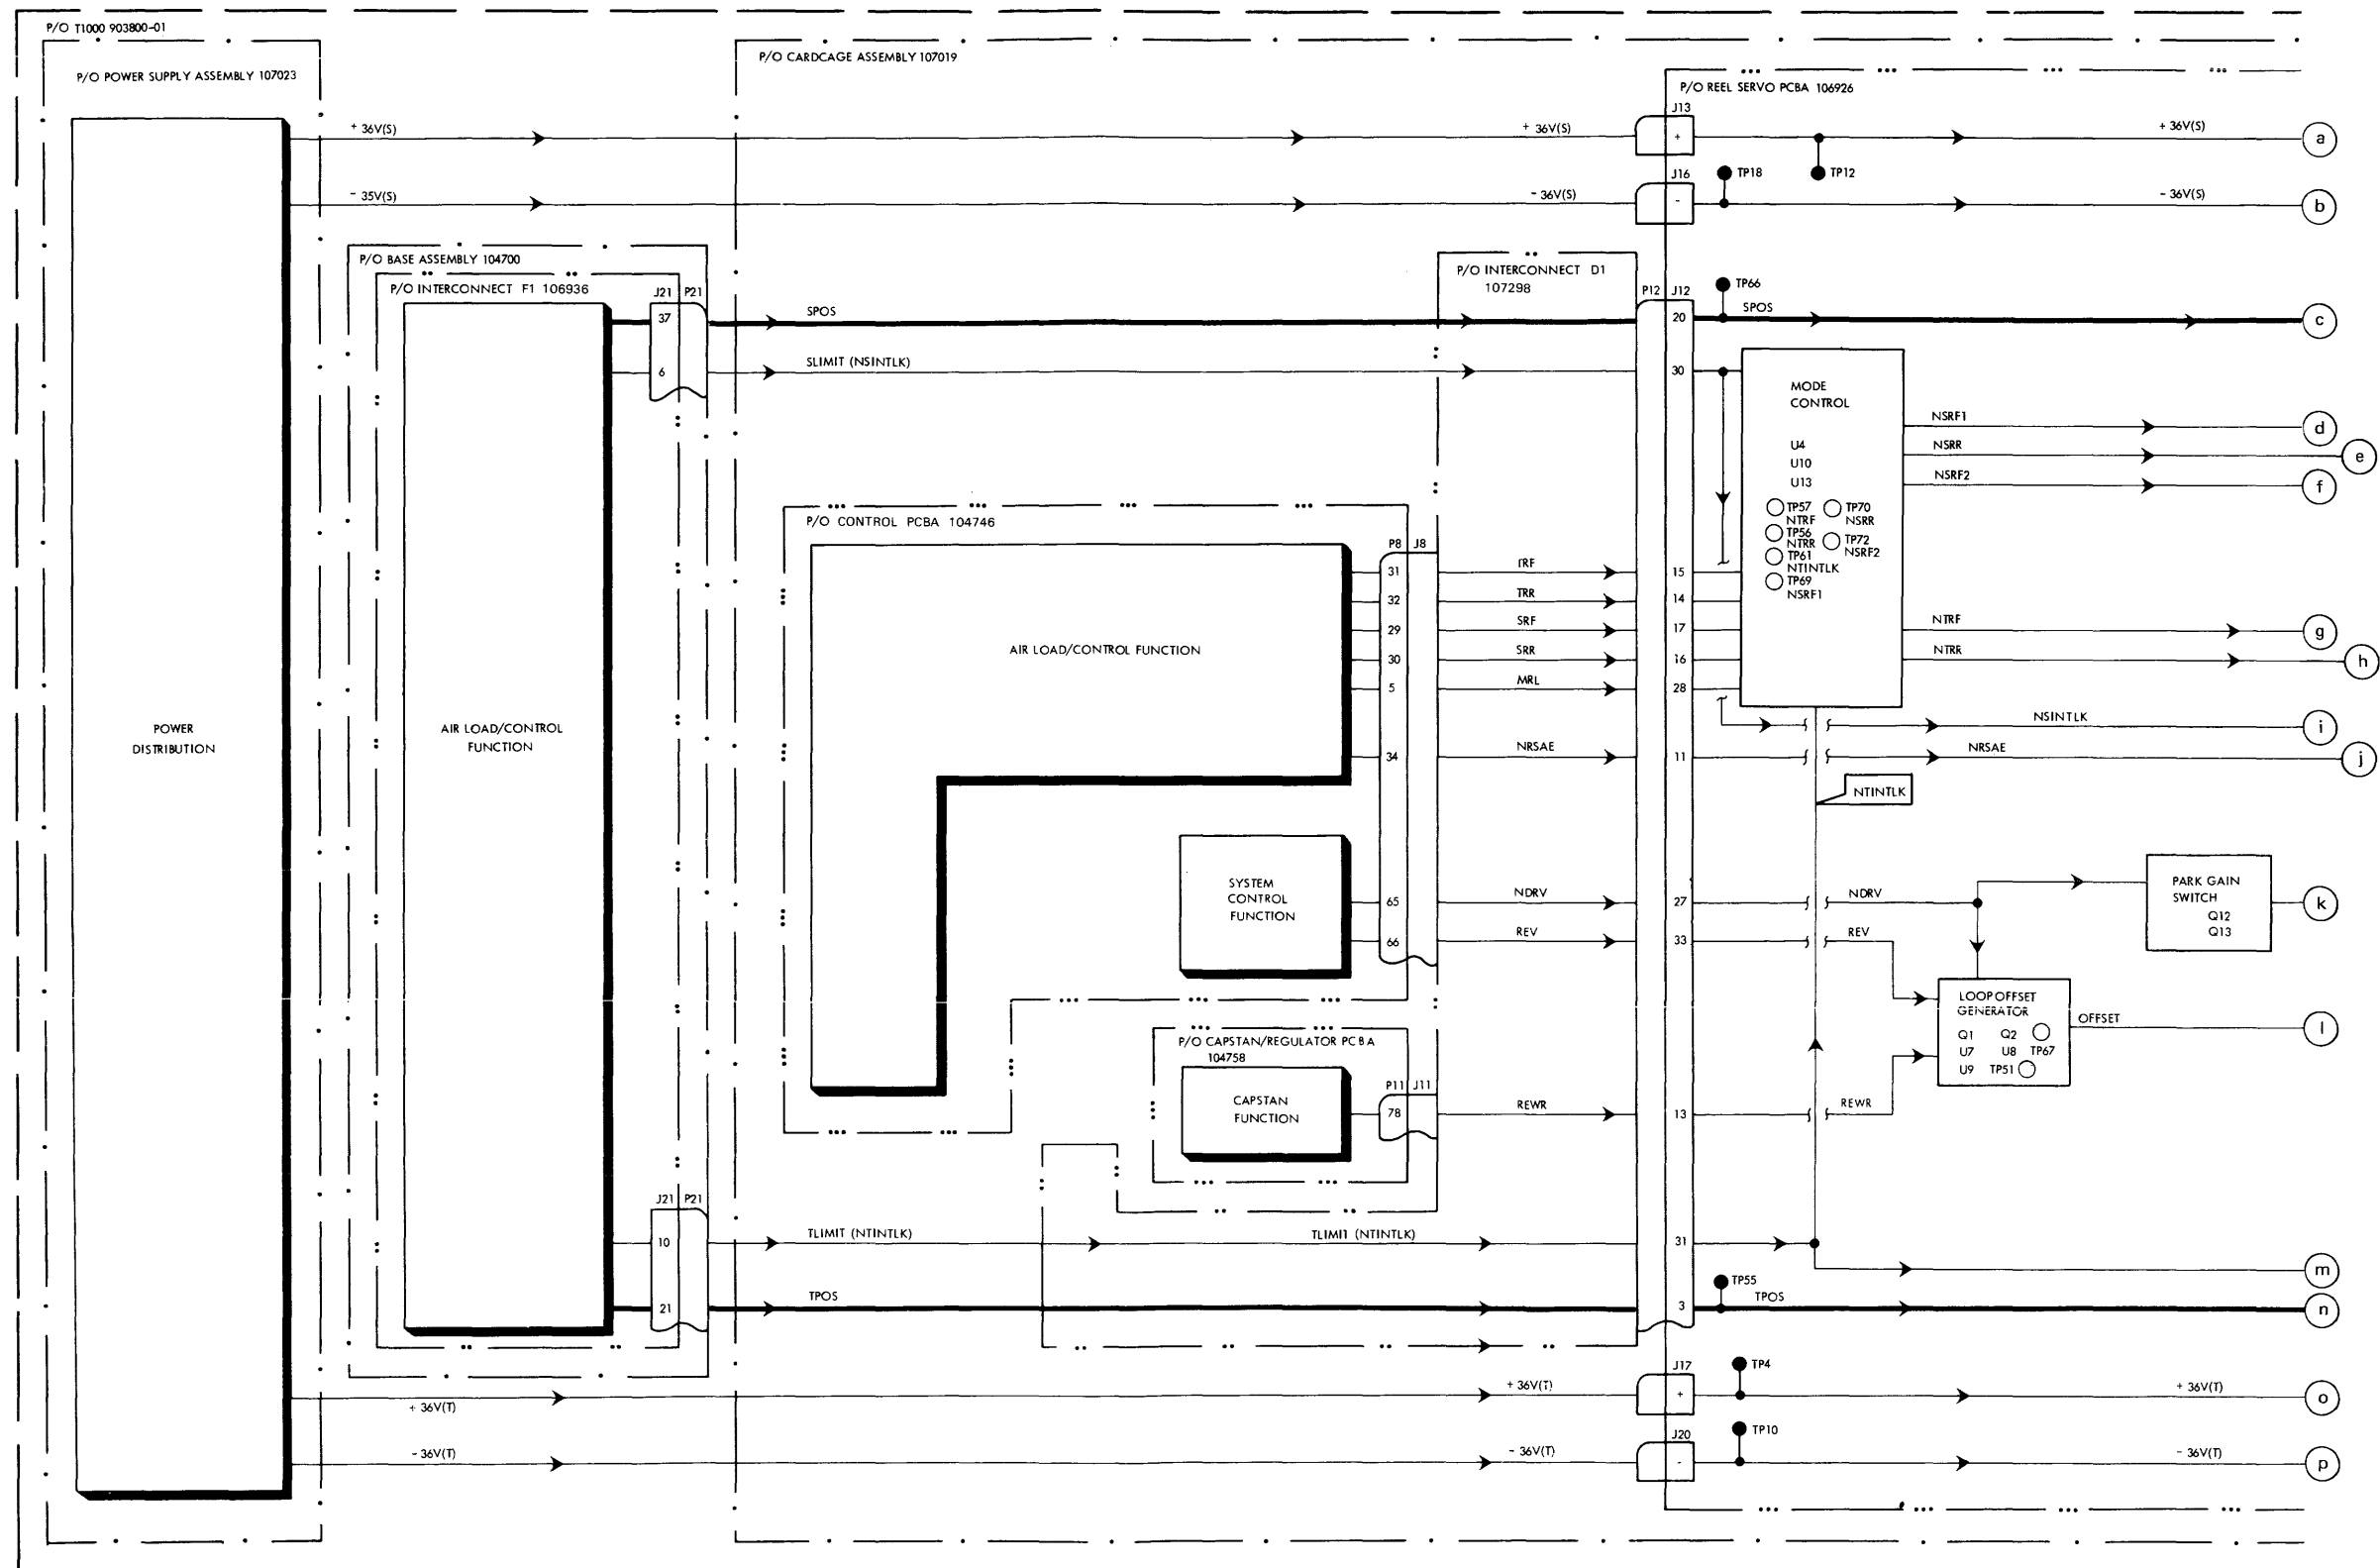 P/O T1000 903800-01
P/O POWER SUPPLY ASSEMBLY 107023
POWER
DISTRIBUTION
+ 36V(S)
- 35V(S)
P/O BASE ASSEMBLY 104700
P/O INTERCONNECT F1 106936
AIR LOAD/CONTROL
FUNCTION
J21 P21
37
6
J21 P21
10
21
+ 36V(T)
- 36V(T)
P/O CARDCAGE ASSEMBLY 107019
+ 36V(S)
- 36V(S)
SPOS
SLIMIT (NSINTLK)
P/O CONTROL PCBA 104746
AIR LOAD/CONTROL FUNCTION
SYSTEM
CONTROL
FUNCTION
P8 J8
31
32
29
30
5
34
65
66
P/O CAPSTAN/REGULATOR PCBA
104758
CAPSTAN
FUNCTION
P11 J11
78
TLIMIT (NTINTLK)
TLIMIT (NTINTLK)
TPOS
P/O INTERCONNECT D1
107298
TRF
TRR
SRF
SRR
MRL
NRSAE
NDRV
REV
REWR
+ 36V(T)
- 36V(T)
P/O REEL SERVO PCBA 106926
J13
+
J16
-
P12 J12
20
30
15
14
17
16
28
11
27
33
13
31
3
J17
+
J20
-
TP18
TP12
+ 36V(S)
a
- 36V(S)
b
TP66
SPOS
c
MODE
CONTROL
U4
U10
U13
TP57 TP70
NTRF NSRR
TP56 TP72
NTRR NSRF2
TP61
NTINTLK
TP69
NSRF1
NSRF1
d
NSRR
e
NSRF2
f
NTRF
g
NTRR
h
NSINTLK
i
NRSAE
j
NTINTLK
NDRV
PARK GAIN
SWITCH
Q12
Q13
k
REV
LOOP OFFSET
GENERATOR
Q1 Q2
U7 U8 TP67
U9 TP51
OFFSET
l
REWR
m
TP55
TPOS
n
TP4
+ 36V(T)
o
TP10
- 36V(T)
p